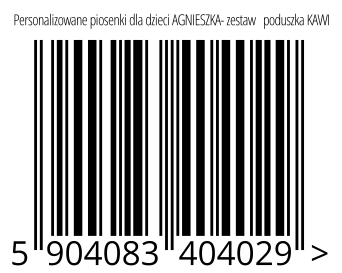 Personalizowane piosenki dla dzieci AGNIESZKA- zestaw poduszka KAWI
5 904083 404029 >